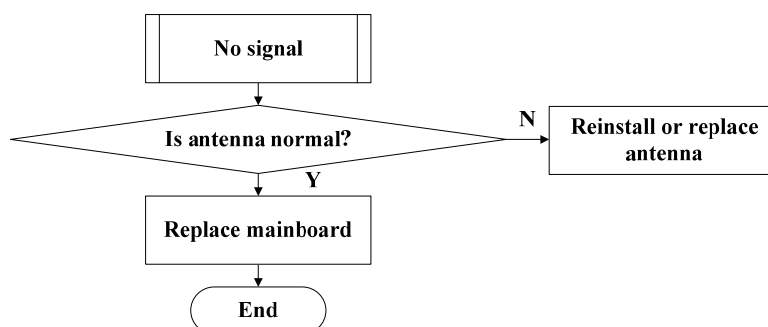 No signal
Is antenna normal?
N
Reinstall or replace
antenna
Y
Replace mainboard
End